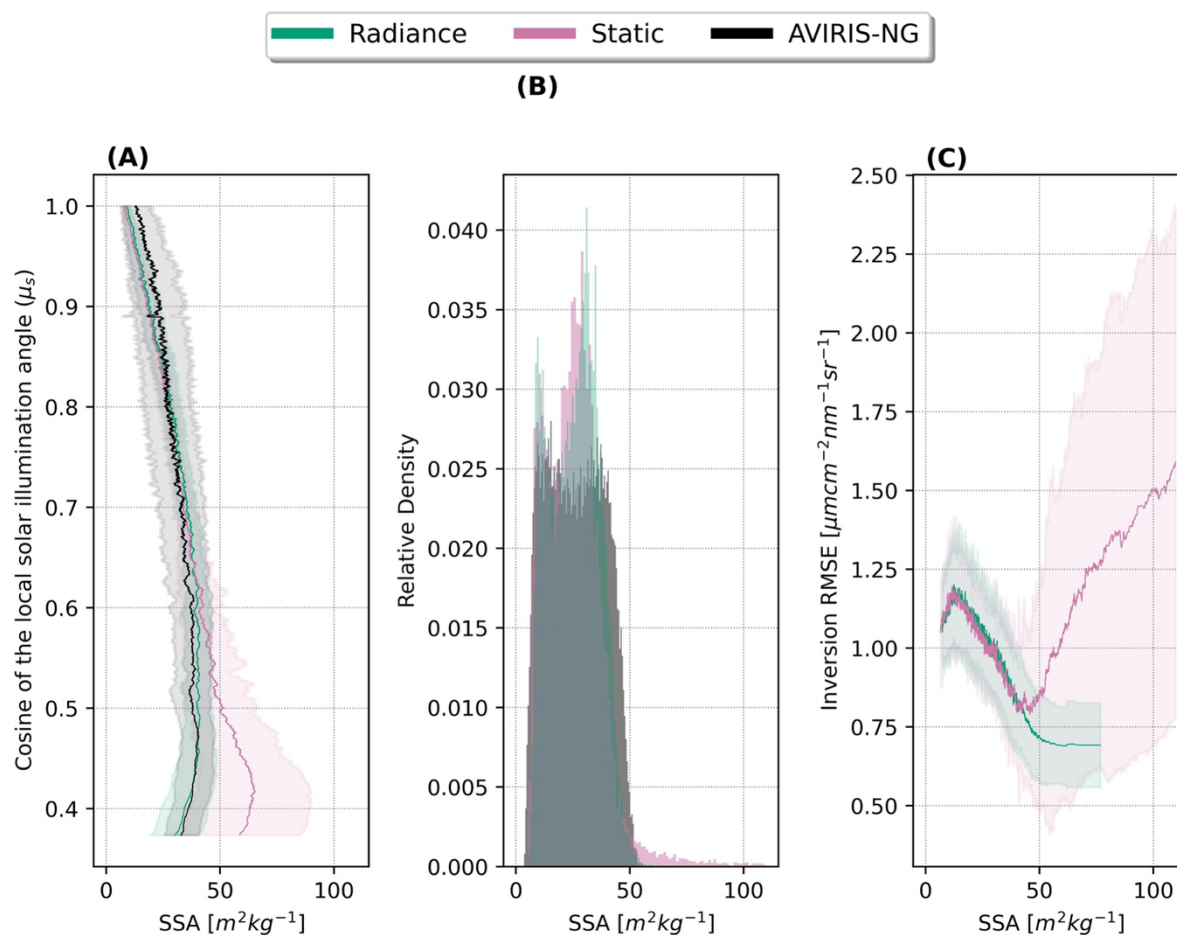 Radiance Static AVIRIS-NG
(B)
(A)
(C)
Cosine of the local solar illumination angle (μₛ)
1.0
0.9
0.8
0.7
0.6
0.5
0.4
0 50 100
SSA [m²kg⁻¹]
Relative Density
0.040
0.035
0.030
0.025
0.020
0.015
0.010
0.005
0.000
0 50 100
SSA [m²kg⁻¹]
Inversion RMSE [μmcm⁻²nm⁻¹sr⁻¹]
2.50
2.25
2.00
1.75
1.50
1.25
1.00
0.75
0.50
0 50 100
SSA [m²kg⁻¹]